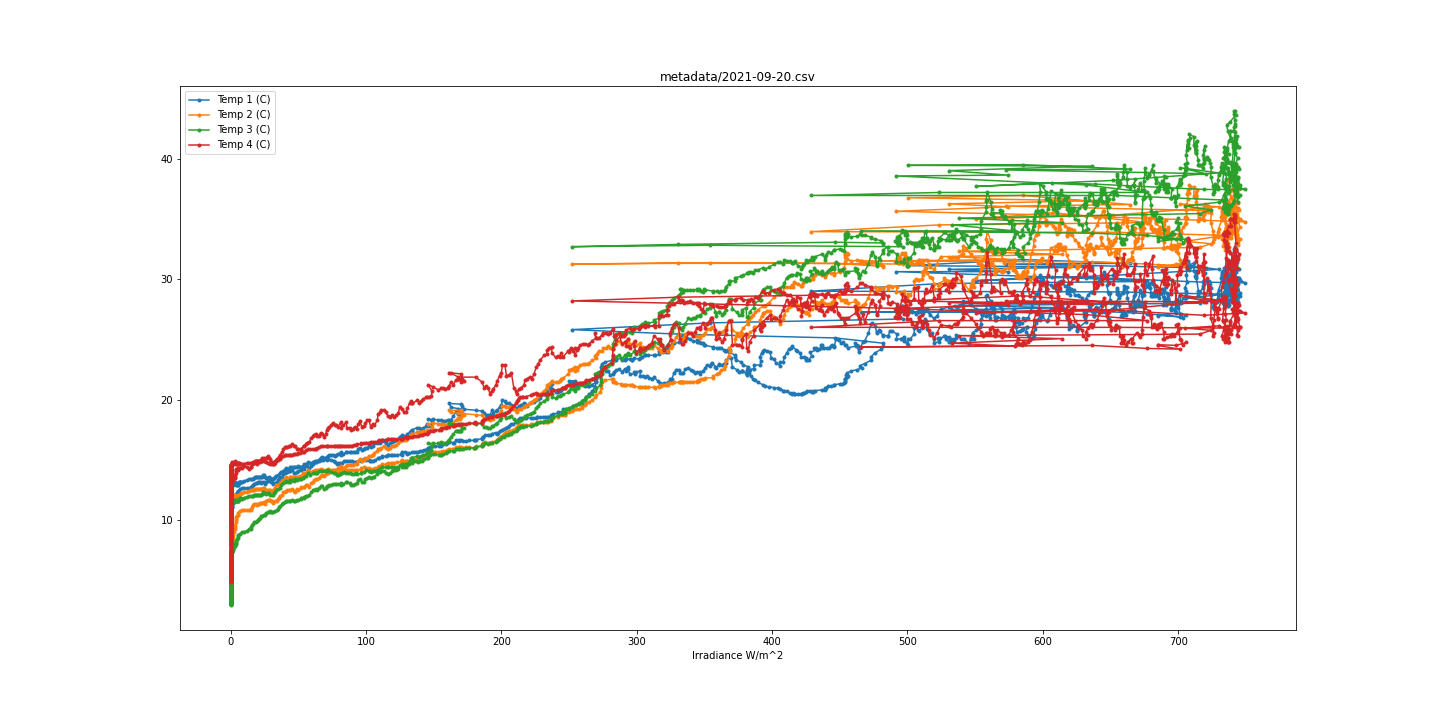 metadata/2021-09-20.csv
Temp 1 (C)
Temp 2 (C)
Temp 3 (C)
Temp 4 (C)
40
30
20
10
0 100 200 300 400 500 600 700
Irradiance W/m^2